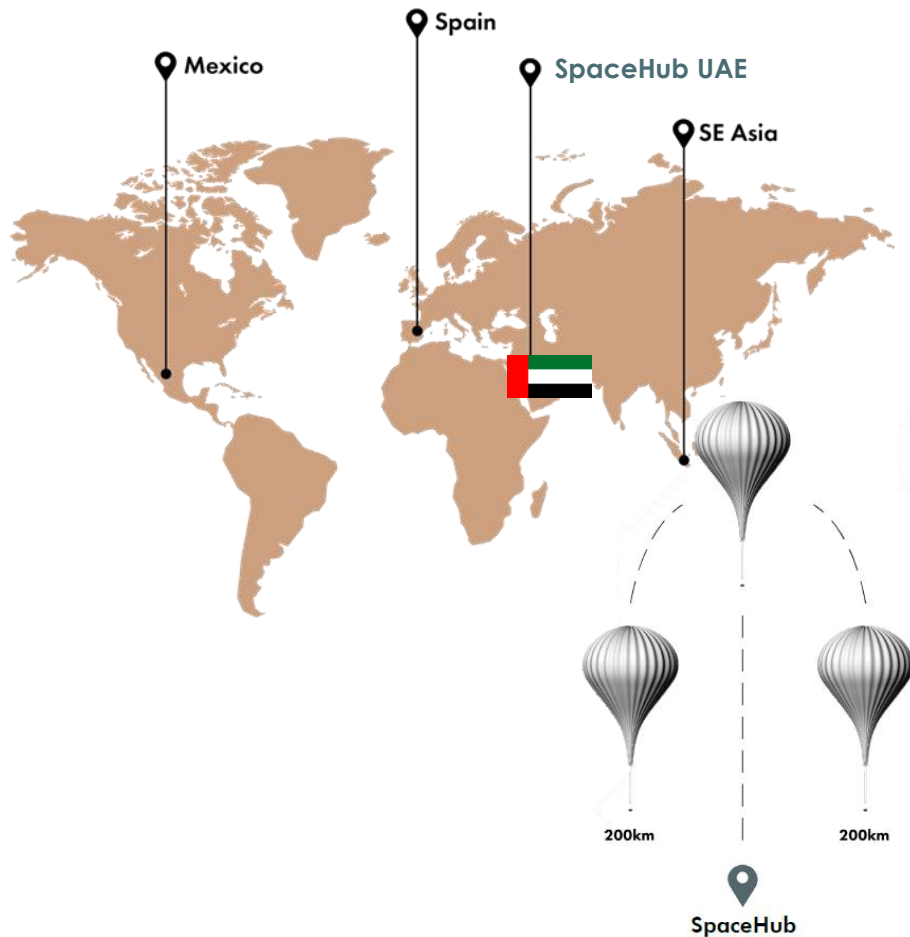 Spain
Mexico
SpaceHub UAE
SE Asia
200km
200km
SpaceHub